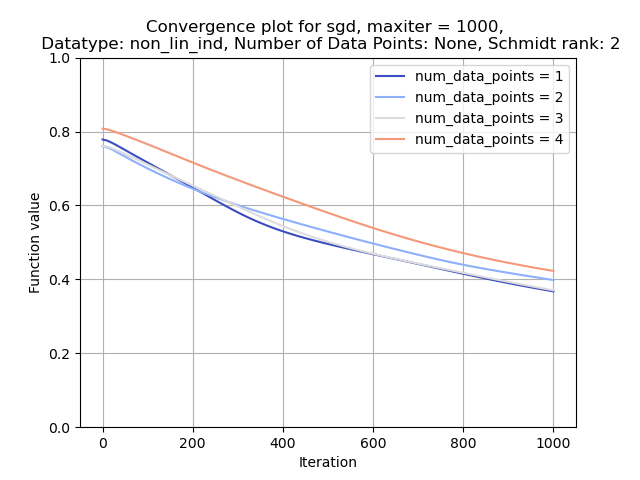 Convergence plot for sgd, maxiter = 1000,
Datatype: non_lin_ind, Number of Data Points: None, Schmidt rank: 2
num_data_points = 1
num_data_points = 2
num_data_points = 3
num_data_points = 4
Function value
1.0
0.8
0.6
0.4
0.2
0.0
0 200 400 600 800 1000
Iteration